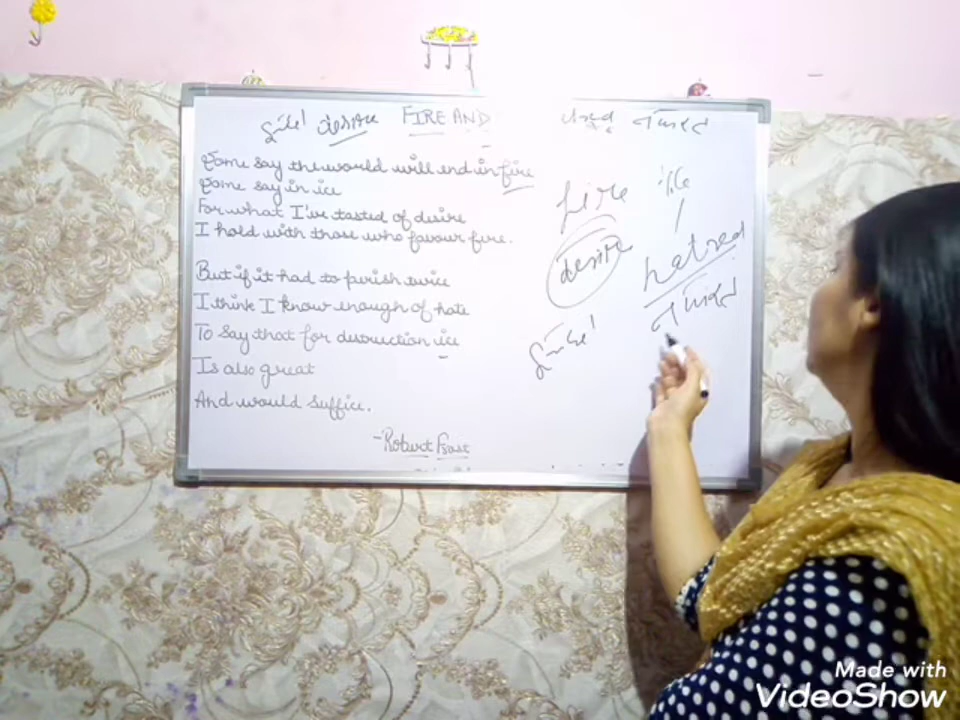 desire FIRE AND
Some say the world will end in fire
Some say in ice
For what I've tasted of desire
I hold with those who favour fire.
But if it had to perish twice
I think I know enough of hate
To say that for destruction ice
Is also great
And would suffice.
-Robert Frost
fire ice
desire hatred
Made with
VideoShow